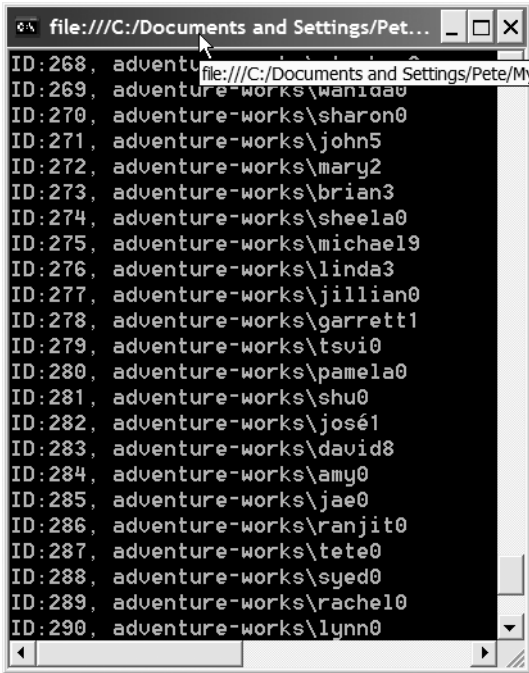 file:///C:/Documents and Settings/Pet...
ID:268, adventu
file:///C:/Documents and Settings/Pete/My
ID:269, adventure-works\wanida0
ID:270, adventure-works\sharon0
ID:271, adventure-works\john5
ID:272, adventure-works\mary2
ID:273, adventure-works\brian3
ID:274, adventure-works\sheela0
ID:275, adventure-works\michael9
ID:276, adventure-works\linda3
ID:277, adventure-works\jillian0
ID:278, adventure-works\garrett1
ID:279, adventure-works\tsvi0
ID:280, adventure-works\pamela0
ID:281, adventure-works\shu0
ID:282, adventure-works\josé1
ID:283, adventure-works\david8
ID:284, adventure-works\amy0
ID:285, adventure-works\jae0
ID:286, adventure-works\ranjit0
ID:287, adventure-works\tete0
ID:288, adventure-works\syed0
ID:289, adventure-works\rachel0
ID:290, adventure-works\lynn0